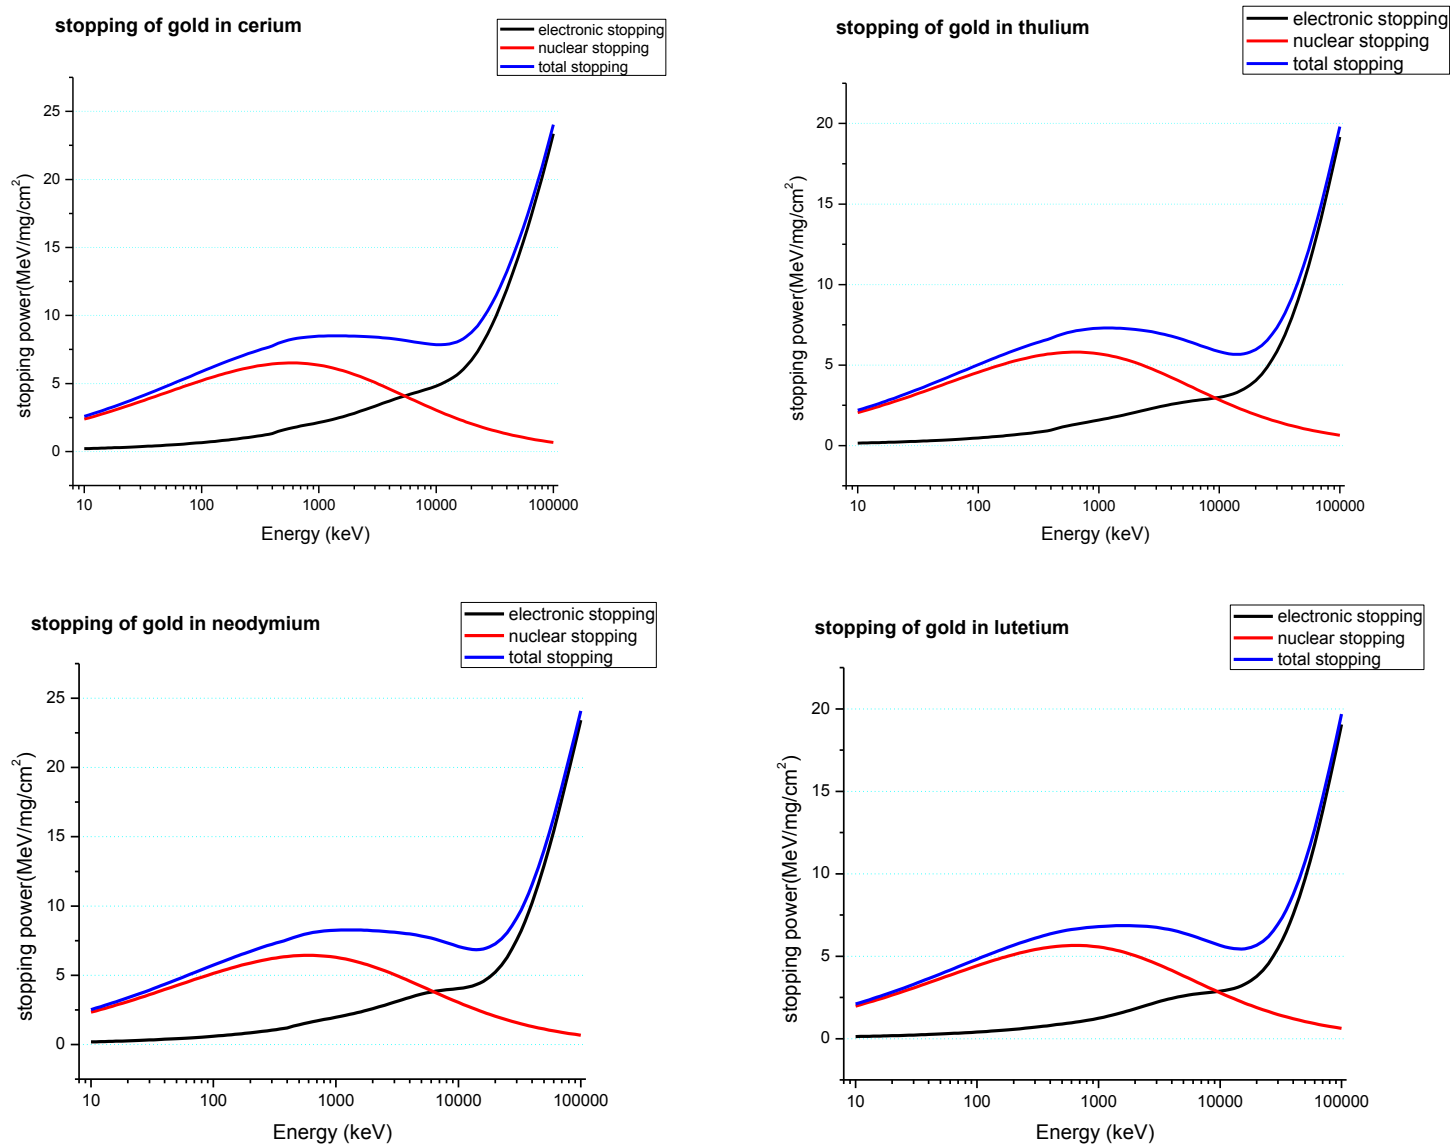 stopping of gold in cerium
electronic stopping
nuclear stopping
total stopping
25
20
15
10
5
0
stopping power(MeV/mg/cm²)
10
100
1000
10000
100000
Energy (keV)
stopping of gold in thulium
electronic stopping
nuclear stopping
total stopping
20
15
10
5
0
stopping power(MeV/mg/cm²)
10
100
1000
10000
100000
Energy (keV)
stopping of gold in neodymium
electronic stopping
nuclear stopping
total stopping
25
20
15
10
5
0
stopping power(MeV/mg/cm²)
10
100
1000
10000
100000
Energy (keV)
stopping of gold in lutetium
electronic stopping
nuclear stopping
total stopping
20
15
10
5
0
stopping power(MeV/mg/cm²)
10
100
1000
10000
100000
Energy (keV)